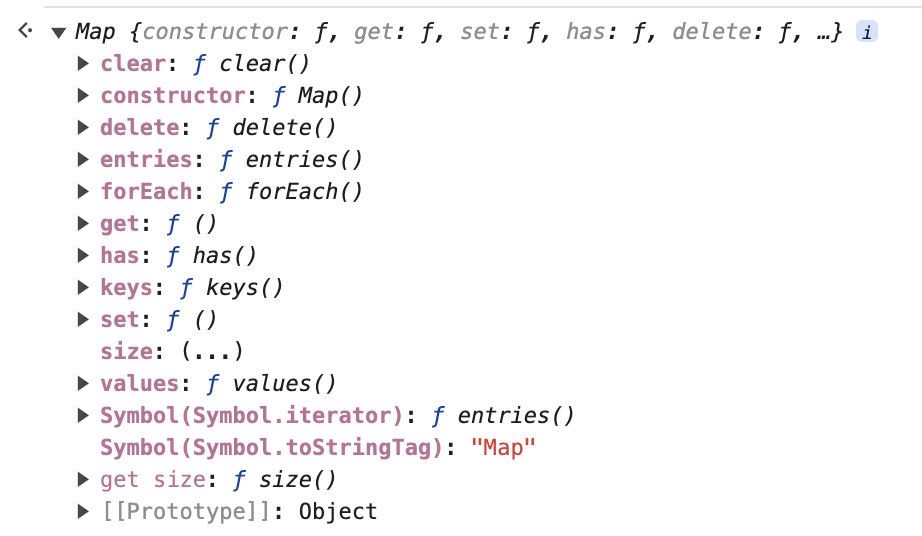 Map {constructor: ƒ, get: ƒ, set: ƒ, has: ƒ, delete: ƒ, …} i
clear: ƒ clear()
constructor: ƒ Map()
delete: ƒ delete()
entries: ƒ entries()
forEach: ƒ forEach()
get: ƒ ()
has: ƒ has()
keys: ƒ keys()
set: ƒ ()
size: (...)
values: ƒ values()
Symbol(Symbol.iterator): ƒ entries()
Symbol(Symbol.toStringTag): "Map"
get size: ƒ size()
[[Prototype]]: Object